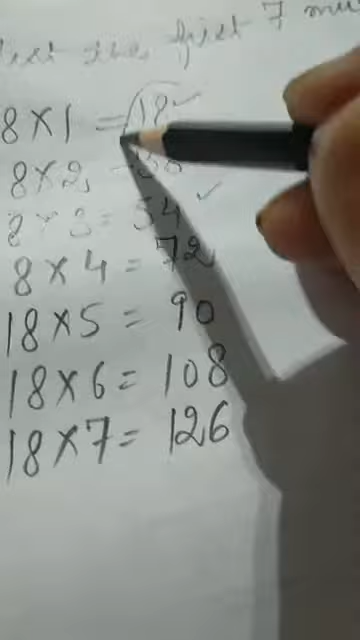 the first 7
8×1 = 18
8×2
8×3 = 54
8×4 = 72
18×5 = 90
18×6 = 108
18×7 = 126